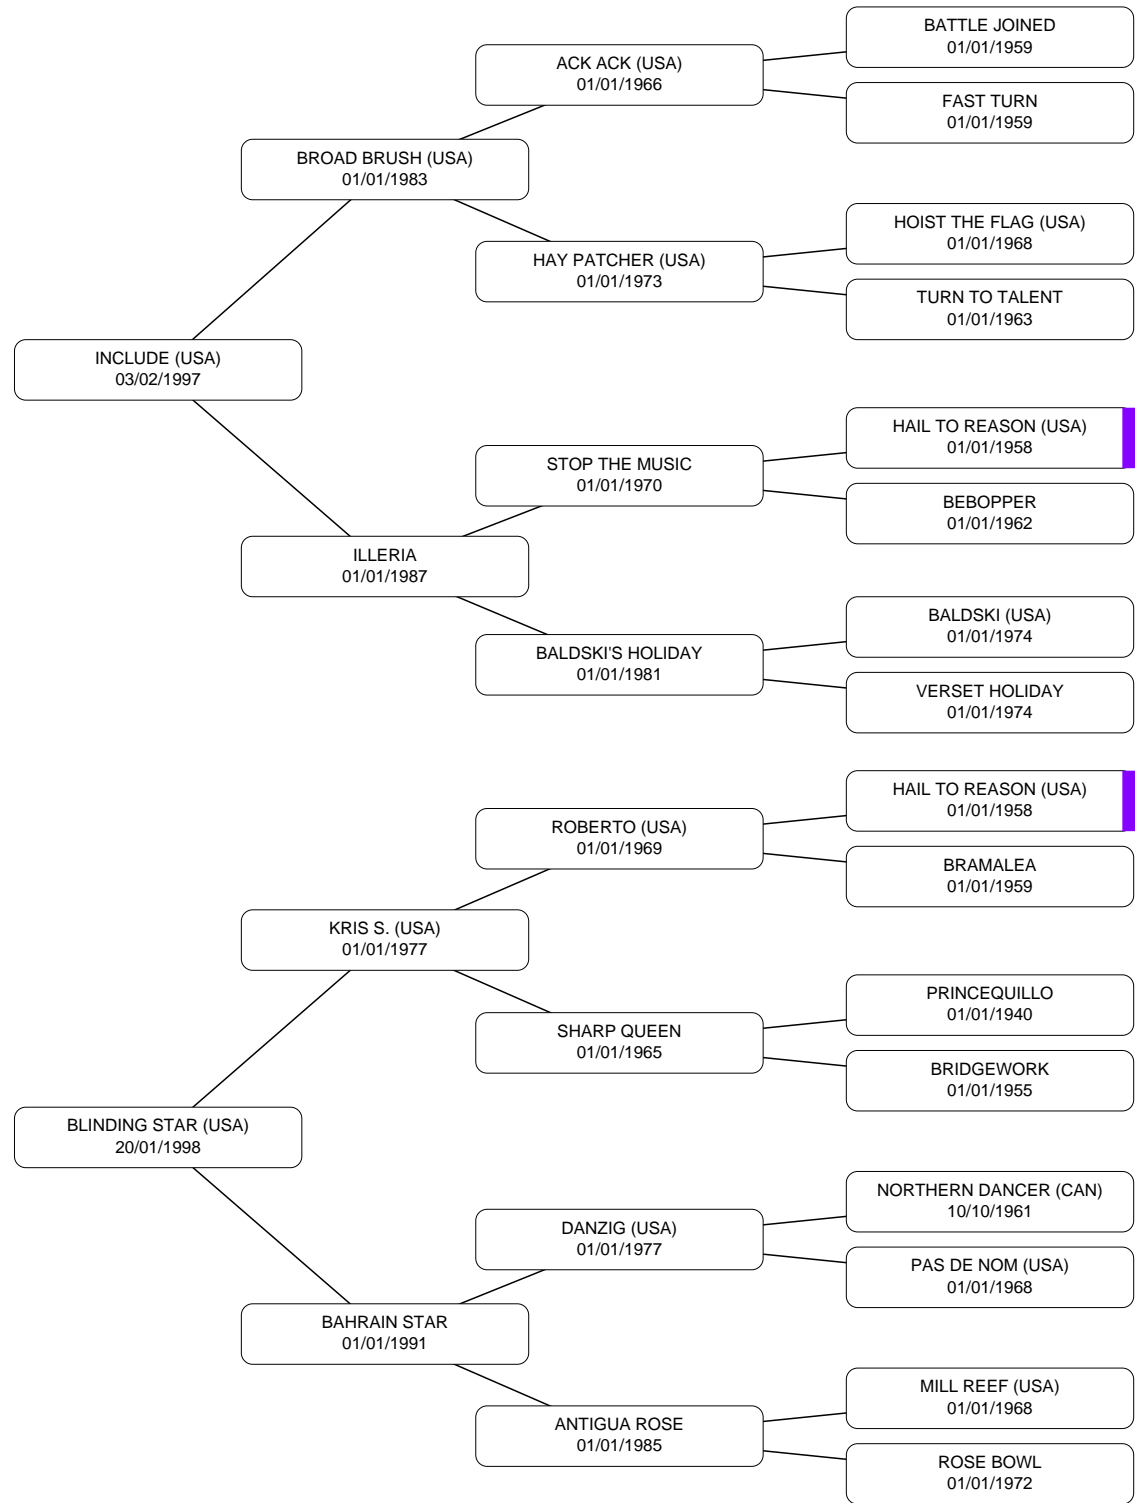 BATTLE JOINED
01/01/1959
ACK ACK (USA)
01/01/1966
FAST TURN
01/01/1959
BROAD BRUSH (USA)
01/01/1983
HOIST THE FLAG (USA)
01/01/1968
HAY PATCHER (USA)
01/01/1973
TURN TO TALENT
01/01/1963
INCLUDE (USA)
03/02/1997
HAIL TO REASON (USA)
01/01/1958
STOP THE MUSIC
01/01/1970
BEBOPPER
01/01/1962
ILLERIA
01/01/1987
BALDSKI (USA)
01/01/1974
BALDSKI'S HOLIDAY
01/01/1981
VERSET HOLIDAY
01/01/1974
HAIL TO REASON (USA)
01/01/1958
ROBERTO (USA)
01/01/1969
BRAMALEA
01/01/1959
KRIS S. (USA)
01/01/1977
PRINCEQUILLO
01/01/1940
SHARP QUEEN
01/01/1965
BRIDGEWORK
01/01/1955
BLINDING STAR (USA)
20/01/1998
NORTHERN DANCER (CAN)
10/10/1961
DANZIG (USA)
01/01/1977
PAS DE NOM (USA)
01/01/1968
BAHRAIN STAR
01/01/1991
MILL REEF (USA)
01/01/1968
ANTIGUA ROSE
01/01/1985
ROSE BOWL
01/01/1972